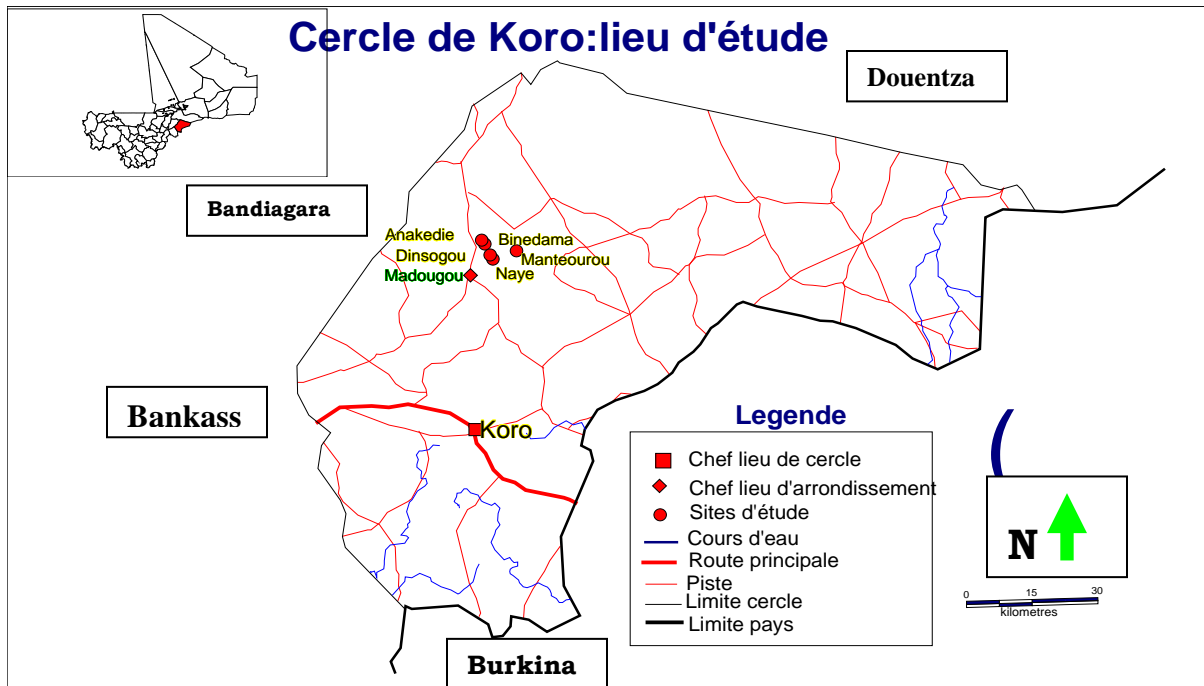 Cercle de Koro:lieu d'étude
Douentza
Bandiagara
Anakedie
Binedama
Dinsogou
Manteourou
Madougou
Naye
Bankass
Koro
Legende
Chef lieu de cercle
Chef lieu d'arrondissement
Sites d'étude
Cours d'eau
Route principale
Piste
Limite cercle
Limite pays
N
0 15 30
kilometres
Burkina